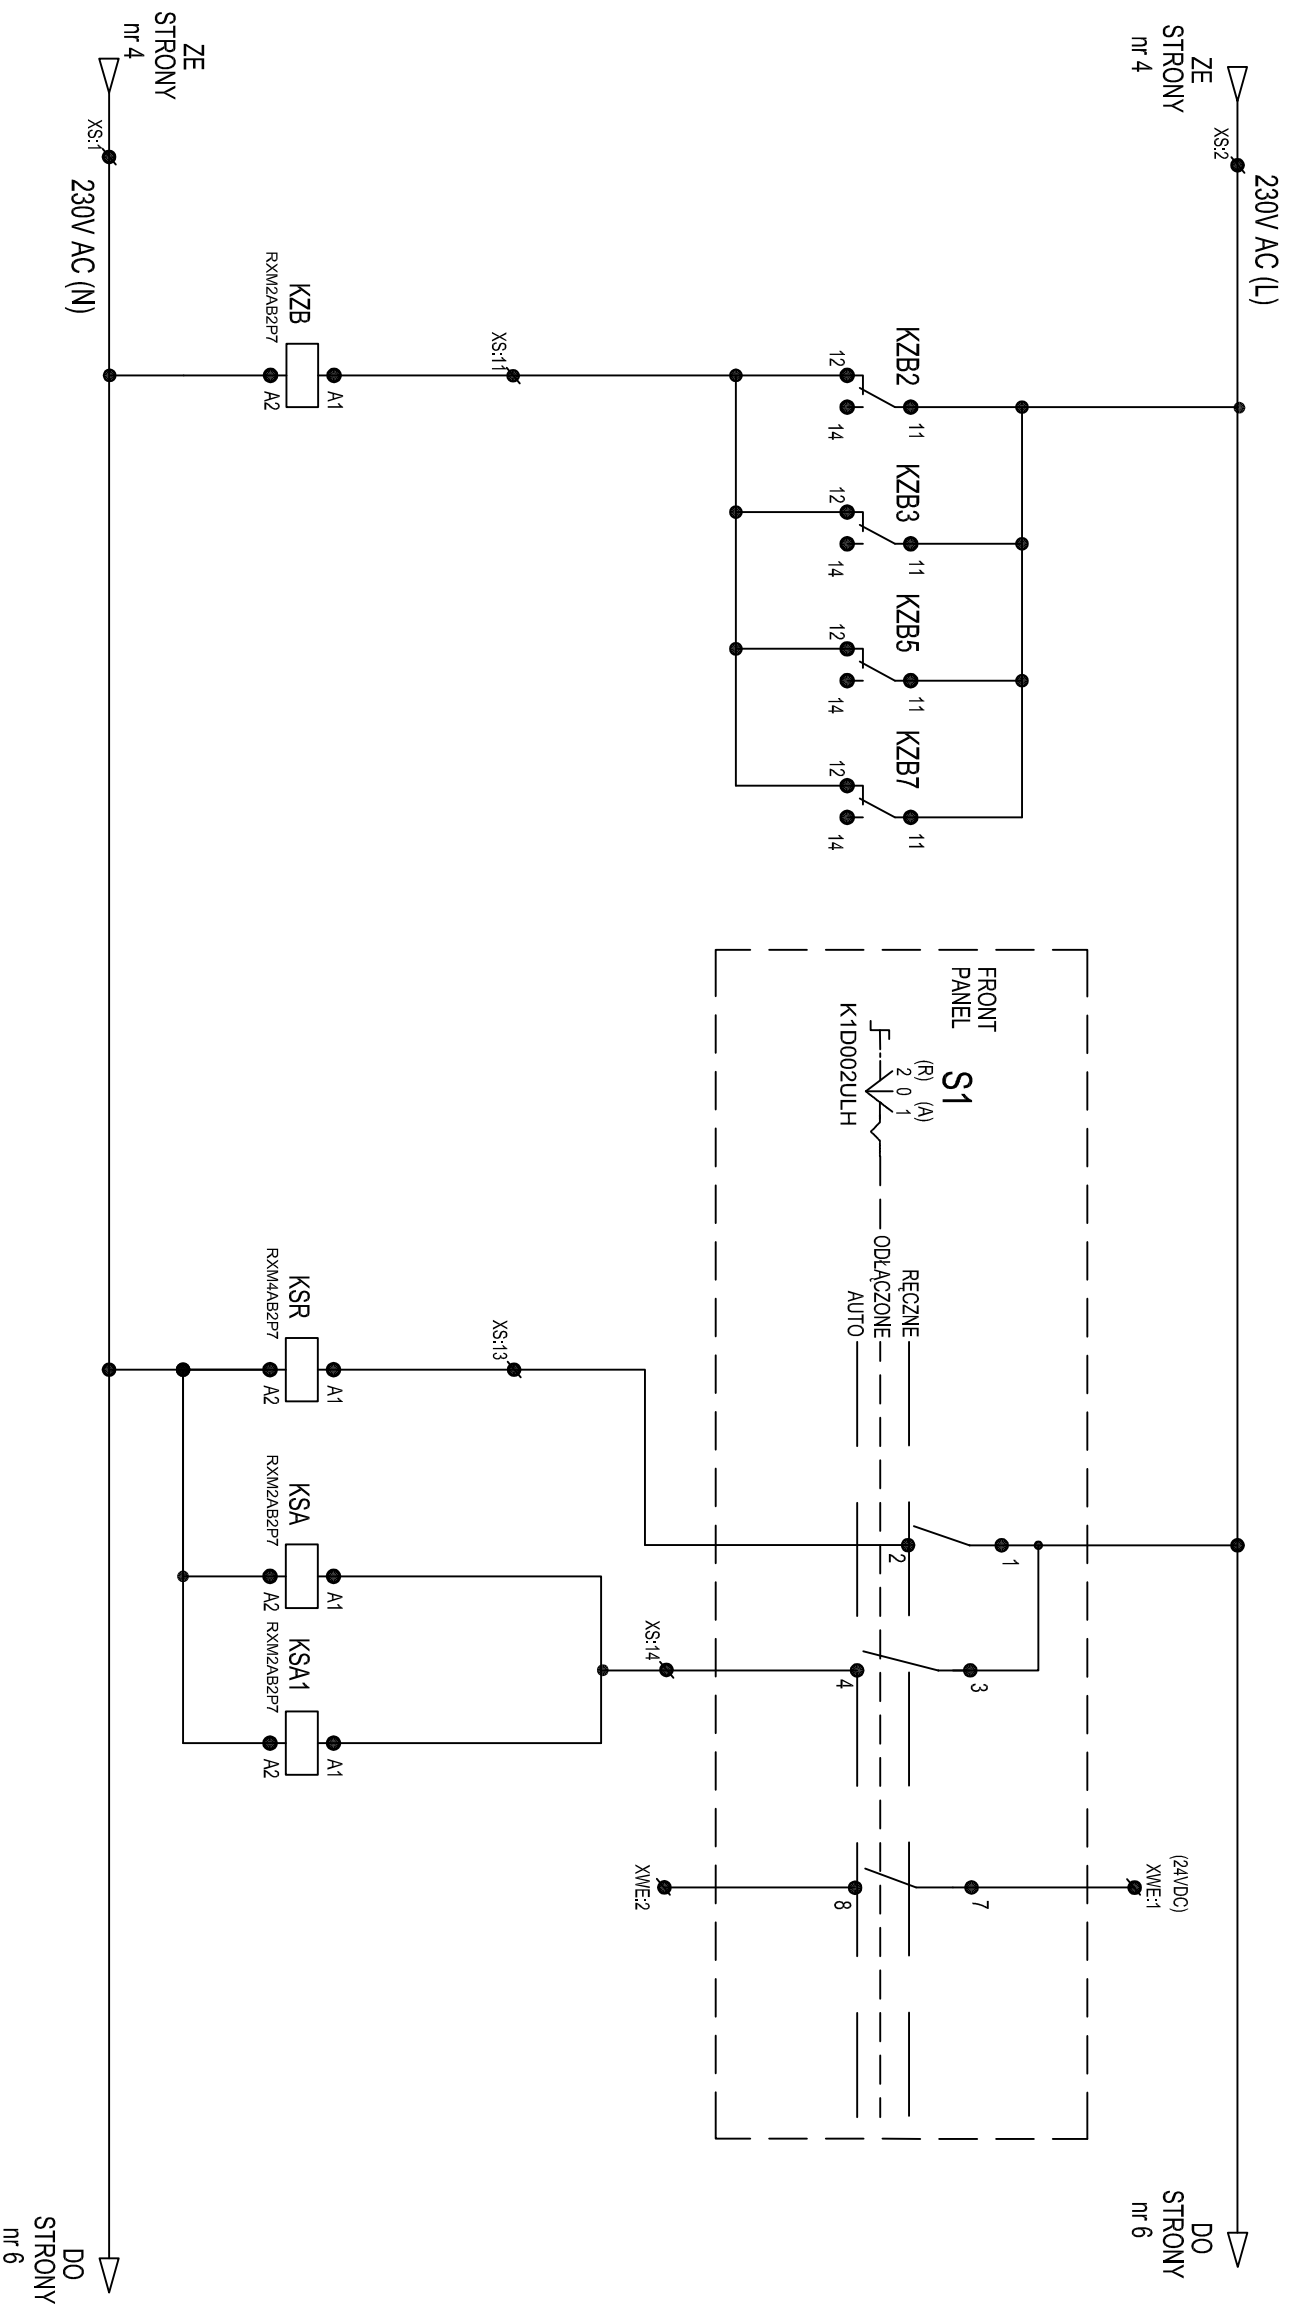 ZE
STRONY
nr 4
XS:2
230V AC (L)
DO
STRONY
nr 6
KZB2
11
12
14
KZB3
11
12
14
KZB5
11
12
14
KZB7
11
12
14
XS:11
KZB
RXM2AB2P7
A1
A2
FRONT
PANEL
S1
(R) (A)
2 0 1
K1D002ULH
RĘCZNE
ODŁĄCZONE
AUTO
1
2
3
4
7
8
(24VDC)
XWE:1
XWE:2
XS:13
XS:14
KSR
RXM4AB2P7
A1
A2
KSA
RXM2AB2P7
A1
A2
KSA1
RXM2AB2P7
A1
A2
ZE
STRONY
nr 4
XS:1
230V AC (N)
DO
STRONY
nr 6